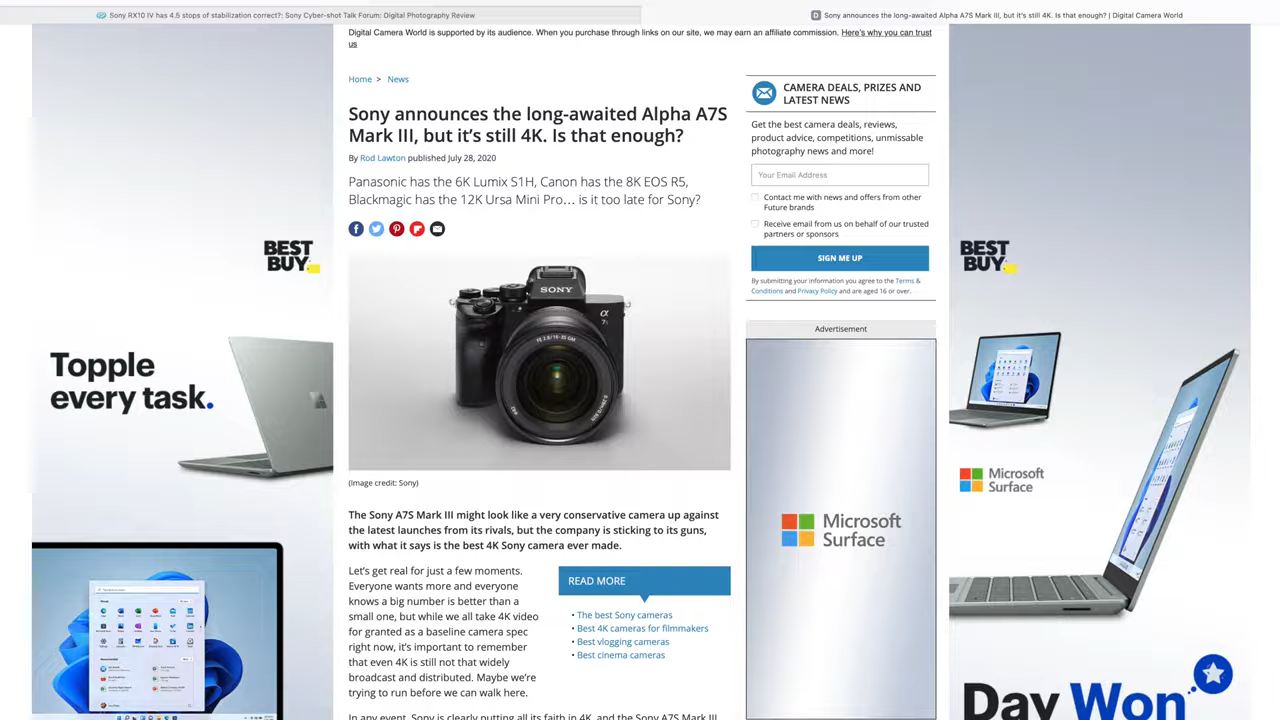 Sony RX10 IV has 4.5 stops of stabilization correct?: Sony Cyber-shot Talk Forum: Digital Photography Review
Sony announces the long-awaited Alpha A7S Mark III, but it's still 4K. Is that enough? | Digital Camera World
Digital Camera World is supported by its audience. When you purchase through links on our site, we may earn an affiliate commission. Here's why you can trust
us
Home > News
Sony announces the long-awaited Alpha A7S
Mark III, but it's still 4K. Is that enough?
By Rod Lawton published July 28, 2020
Panasonic has the 6K Lumix S1H, Canon has the 8K EOS R5,
Blackmagic has the 12K Ursa Mini Pro… is it too late for Sony?
SONY
α
7S
FE 2.8/16-35 GM
(Image credit: Sony)
The Sony A7S Mark III might look like a very conservative camera up against
the latest launches from its rivals, but the company is sticking to its guns,
with what it says is the best 4K Sony camera ever made.
Let's get real for just a few moments.
Everyone wants more and everyone
knows a big number is better than a
small one, but while we all take 4K video
for granted as a baseline camera spec
right now, it's important to remember
that even 4K is still not that widely
broadcast and distributed. Maybe we're
trying to run before we can walk here.
READ MORE
• The best Sony cameras
• Best 4K cameras for filmmakers
• Best vlogging cameras
• Best cinema cameras
In any event, Sony is clearly putting all its faith in 4K, and the Sony A7S Mark III
CAMERA DEALS, PRIZES AND
LATEST NEWS
Get the best camera deals, reviews,
product advice, competitions, unmissable
photography news and more!
Your Email Address
Contact me with news and offers from other
Future brands
Receive email from us on behalf of our trusted
partners or sponsors
SIGN ME UP
By submitting your information you agree to the Terms &
Conditions and Privacy Policy and are aged 16 or over.
Advertisement
Microsoft
Surface
BEST
BUY
Topple
every task.
BEST
BUY
Microsoft
Surface
Day Won